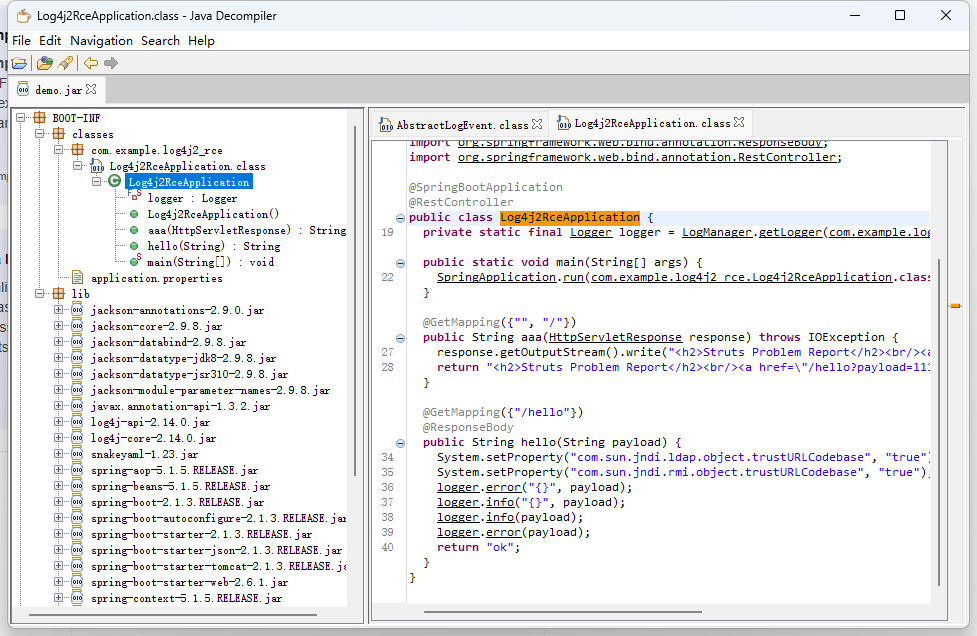 Log4j2RceApplication.class - Java Decompiler
File Edit Navigation Search Help
demo.jar
BOOT-INF
classes
com.example.log4j2_rce
Log4j2RceApplication.class
Log4j2RceApplication
logger : Logger
Log4j2RceApplication()
aaa(HttpServletResponse) : String
hello(String) : String
main(String[]) : void
application.properties
lib
jackson-annotations-2.9.0.jar
jackson-core-2.9.8.jar
jackson-databind-2.9.8.jar
jackson-datatype-jdk8-2.9.8.jar
jackson-datatype-jsr310-2.9.8.jar
jackson-module-parameter-names-2.9.8.jar
javax.annotation-api-1.3.2.jar
log4j-api-2.14.0.jar
log4j-core-2.14.0.jar
snakeyaml-1.23.jar
spring-aop-5.1.5.RELEASE.jar
spring-beans-5.1.5.RELEASE.jar
spring-boot-2.1.3.RELEASE.jar
spring-boot-autoconfigure-2.1.3.RELEASE.jar
spring-boot-starter-2.1.3.RELEASE.jar
spring-boot-starter-json-2.1.3.RELEASE.jar
spring-boot-starter-tomcat-2.1.3.RELEASE.ja
spring-boot-starter-web-2.6.1.jar
spring-context-5.1.5.RELEASE.jar
AbstractLogEvent.class Log4j2RceApplication.class
import org.springframework.web.bind.annotation.ResponseBody;
import org.springframework.web.bind.annotation.RestController;
@SpringBootApplication
@RestController
public class Log4j2RceApplication {
19 private static final Logger logger = LogManager.getLogger(com.example.log
public static void main(String[] args) {
22 SpringApplication.run(com.example.log4j2_rce.Log4j2RceApplication.class
}
@GetMapping({"", "/"})
public String aaa(HttpServletResponse response) throws IOException {
27 response.getOutputStream().write("<h2>Struts Problem Report</h2><br/><a
28 return "<h2>Struts Problem Report</h2><br/><a href=\"/hello?payload=111
}
@GetMapping({"/hello"})
@ResponseBody
public String hello(String payload) {
34 System.setProperty("com.sun.jndi.ldap.object.trustURLCodebase", "true")
35 System.setProperty("com.sun.jndi.rmi.object.trustURLCodebase", "true")
36 logger.error("{}", payload);
37 logger.info("{}", payload);
38 logger.info(payload);
39 logger.error(payload);
40 return "ok";
}
}